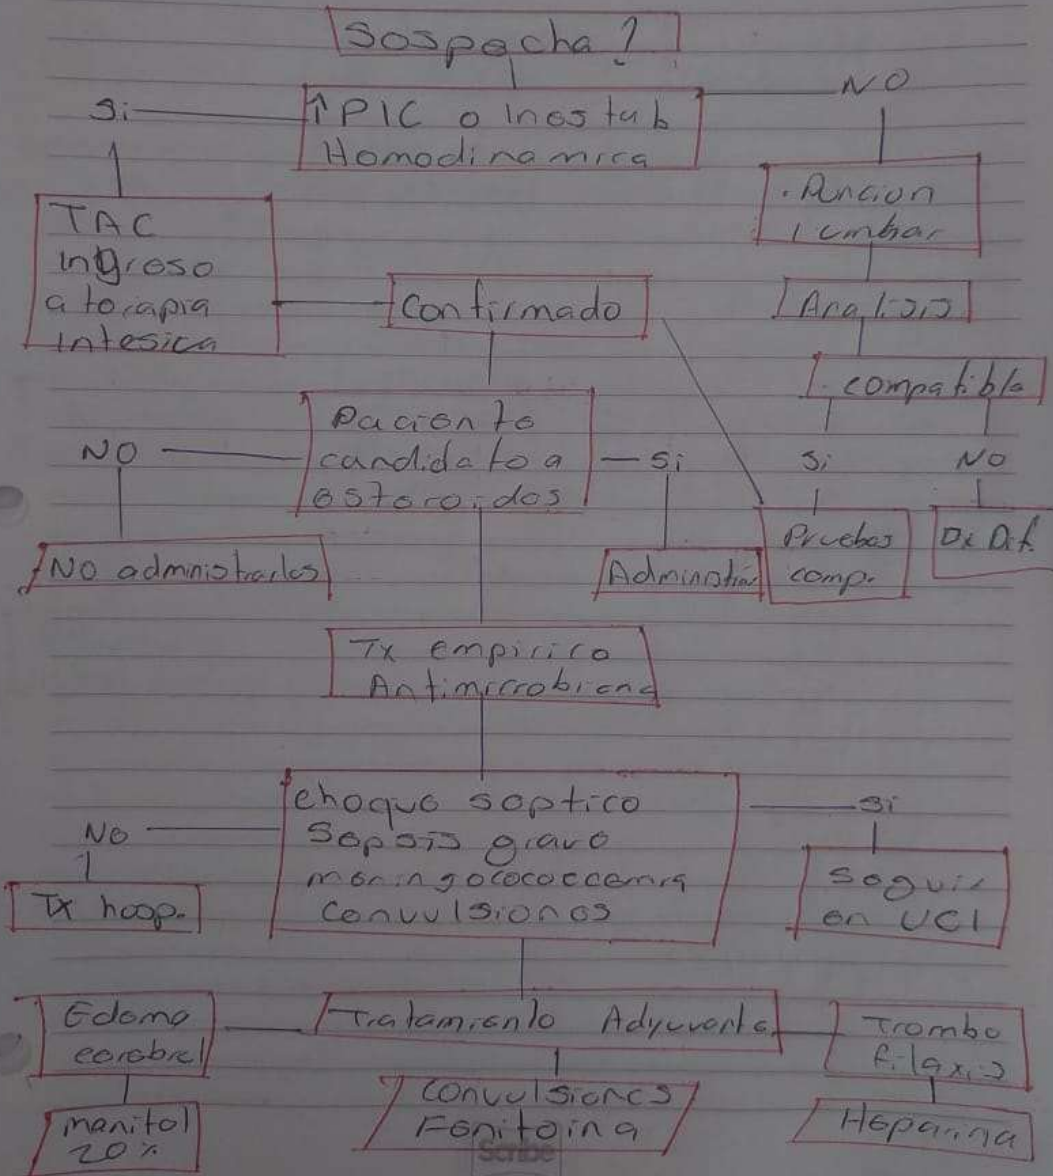 Sospecha?
Si
↑PIC o Inestab
Hemodinamica
NO
TAC
ingreso
a terapia
intesica
Confirmado
Puncion
lumbar
Analisis
compatible
NO
Paciente
candidato a
esteroides
Si
Si
NO
No administrarlos
Administrar
Pruebas
comp.
Dx Dif.
Tx empirico
Antimicrobiano
No
choque septico
Sepsis grave
meningococcemia
Convulsiones
Si
Tx hosp.
Seguir
en UCI
Edema
cerebral
Tratamiento Adyuvante
Trombo
filaxis
manitol
20%
Convulsiones
Fenitoina
Heparina
Scribe